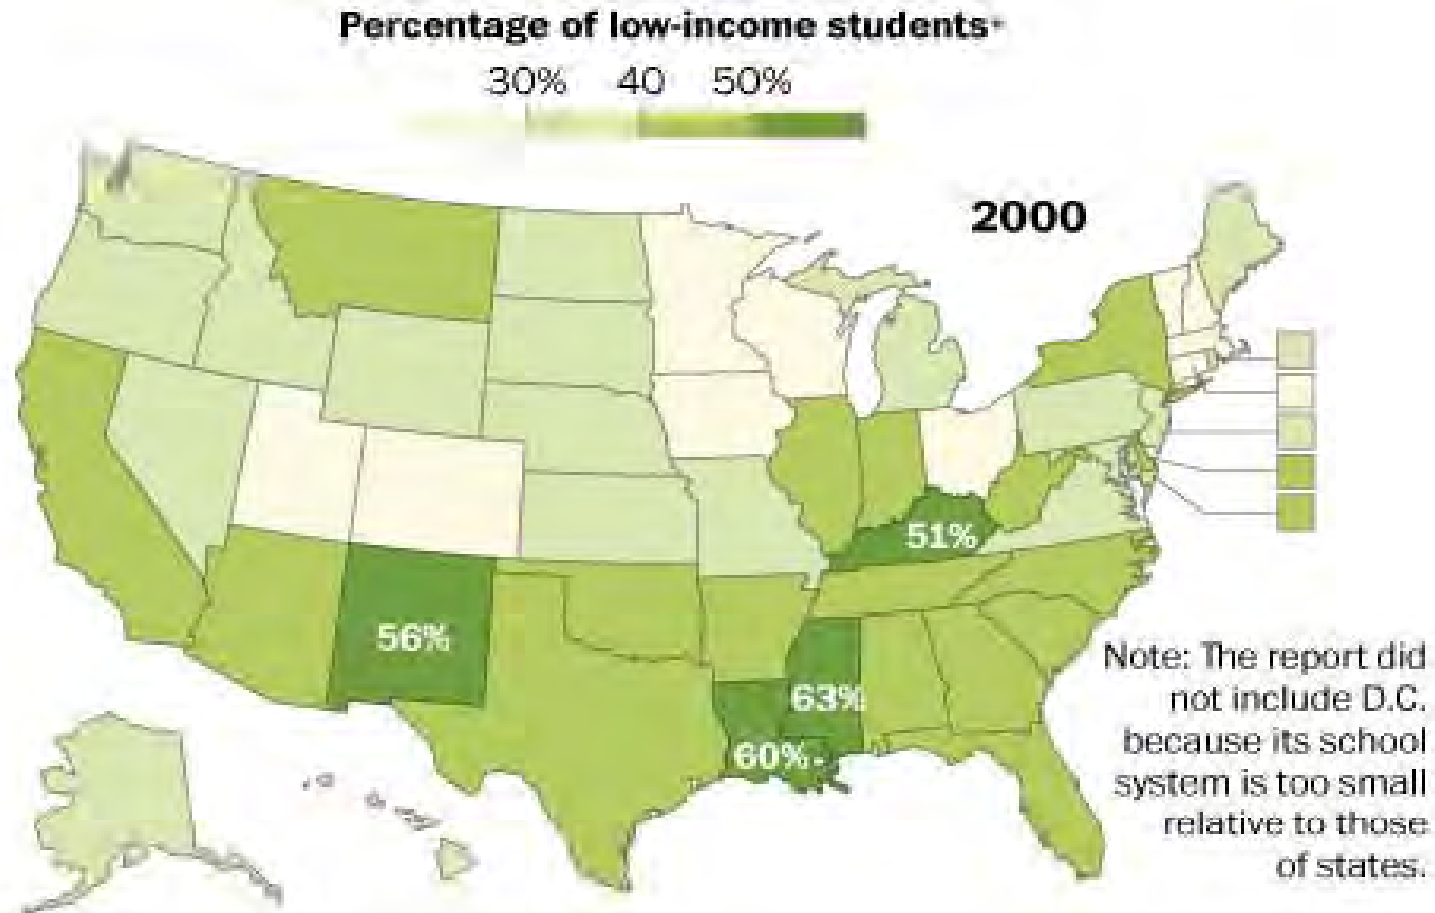 Percentage of low-income students*
30% 40 50%
2000
51%
56%
63%
60%
Note: The report did
not include D.C.
because its school
system is too small
relative to those
of states.